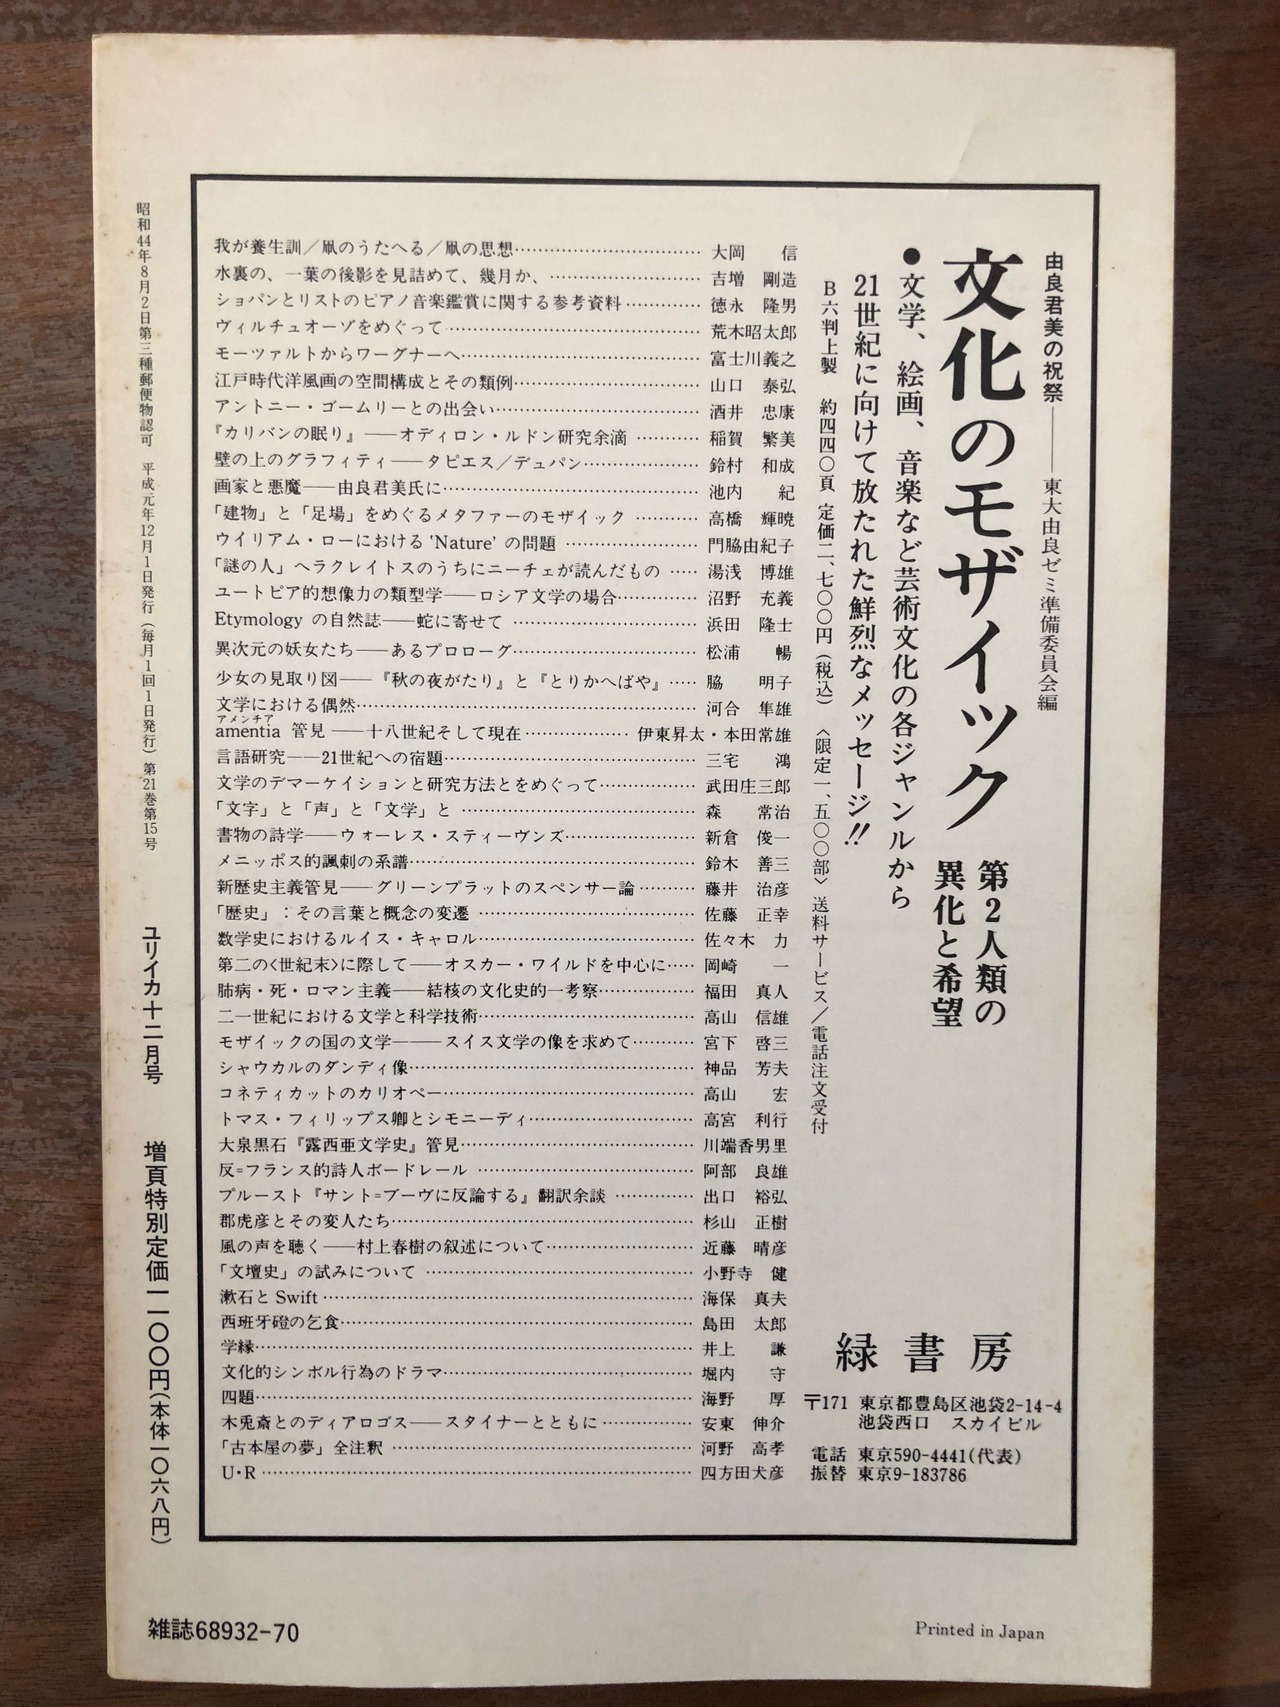 由良君美の祝祭――東大由良ゼミ準備委員会編
文化のモザイック
第2人類の
異化と希望
●文学、絵画、音楽など芸術文化の各ジャンルから
21世紀に向けて放たれた鮮烈なメッセージ!!
B六判上製 約四四〇頁 定価二、七〇〇円(税込)〈限定一、五〇〇部〉送料サービス/電話注文受付
我が養生訓/凧のうたへる/凧の思想…………大岡 信
水裏の、一葉の後影を見詰めて、幾月か、…………吉増 剛造
ショパンとリストのピアノ音楽鑑賞に関する参考資料…………徳永 隆男
ヴィルチュオーゾをめぐって…………荒木昭太郎
モーツァルトからワーグナーへ…………富士川義之
江戸時代洋風画の空間構成とその類例…………山口 泰弘
アントニー・ゴームリーとの出会い…………酒井 忠康
『カリバンの眠り』――オディロン・ルドン研究余滴…………稲賀 繁美
壁の上のグラフィティ――タピエス/デュパン…………鈴村 和成
画家と悪魔――由良君美氏に…………池内 紀
「建物」と「足場」をめぐるメタファーのモザイック…………高橋 輝暁
ウイリアム・ローにおける‘Nature’の問題…………門脇由紀子
「謎の人」ヘラクレイトスのうちにニーチェが読んだもの……湯浅 博雄
ユートピア的想像力の類型学――ロシア文学の場合…………沼野 充義
Etymology の自然誌――蛇に寄せて…………浜田 隆士
異次元の妖女たち――あるプロローグ…………松浦 暢
少女の見取り図――『秋の夜がたり』と『とりかへばや』……脇 明子
文学における偶然…………河合 隼雄
amentia(アメンチア) 管見――十八世紀そして現在…………伊東昇太・本田常雄
言語研究――21世紀への宿題…………三宅 鴻
文学のデマーケイションと研究方法とをめぐって…………武田庄三郎
「文字」と「声」と「文学」と…………森 常治
書物の詩学――ウォーレス・スティーヴンズ…………新倉 俊一
メニッポス的諷刺の系譜…………鈴木 善三
新歴史主義管見――グリーンブラットのスペンサー論…………藤井 治彦
「歴史」：その言葉と概念の変遷…………佐藤 正幸
数学史におけるルイス・キャロル…………佐々木 力
第二の〈世紀末〉に際して――オスカー・ワイルドを中心に……岡崎 一
肺病・死・ロマン主義――結核の文化史的一考察…………福田 真人
二一世紀における文学と科学技術…………高山 信雄
モザイックの国の文学――スイス文学の像を求めて…………宮下 啓三
シャウカルのダンディ像…………神品 芳夫
コネティカットのカリオペー…………高山 宏
トマス・フィリップス卿とシモニーディ…………高宮 利行
大泉黒石『露西亜文学史』管見…………川端香男里
反=フランス的詩人ボードレール…………阿部 良雄
プルースト『サント=ブーヴに反論する』翻訳余談…………出口 裕弘
郡虎彦とその変人たち…………杉山 正樹
風の声を聴く――村上春樹の叙述について…………近藤 晴彦
「文壇史」の試みについて…………小野寺 健
漱石と Swift…………海保 真夫
西班牙磴の乞食…………島田 太郎
学縁…………井上 謙
文化的シンボル行為のドラマ…………堀内 守
四題…………海野 厚
木兎斎とのディアロゴス――スタイナーとともに…………安東 伸介
「古本屋の夢」全注釈…………河野 高孝
U・R…………四方田犬彦
緑書房
〒171 東京都豊島区池袋2-14-4
池袋西口 スカイビル
電話 東京590-4441(代表)
振替 東京9-183786
昭和44年8月2日第三種郵便物認可 平成元年12月1日発行(毎月1回1日発行)第21巻第15号
ユリイカ十二月号 増頁特別定価一一〇〇円(本体一〇六八円)
雑誌68932-70
Printed in Japan